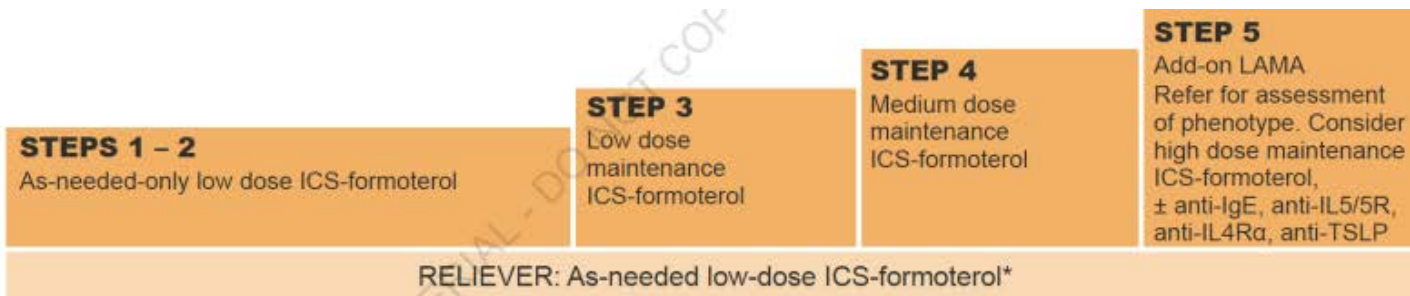 STEPS 1 – 2
As-needed-only low dose ICS-formoterol
STEP 3
Low dose
maintenance
ICS-formoterol
STEP 4
Medium dose
maintenance
ICS-formoterol
STEP 5
Add-on LAMA
Refer for assessment
of phenotype. Consider
high dose maintenance
ICS-formoterol,
± anti-IgE, anti-IL5/5R,
anti-IL4Rα, anti-TSLP
RELIEVER: As-needed low-dose ICS-formoterol*